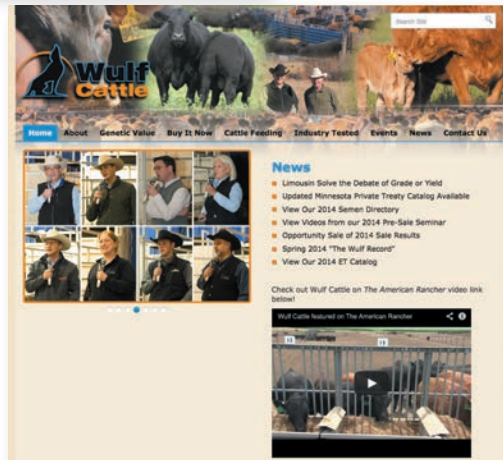 Search Site
Wulf
Cattle
Home About Genetic Value Buy It Now Cattle Feeding Industry Tested Events News Contact Us
News
Limousin Solve the Debate of Grade or Yield
Updated Minnesota Private Treaty Catalog Available
View Our 2014 Semen Directory
View Videos from our 2014 Pre-Sale Seminar
Opportunity Sale of 2014 Sale Results
Spring 2014 "The Wulf Record"
View Our 2014 ET Catalog
Check out Wulf Cattle on The American Rancher video link
below!
Wulf Cattle featured on The American Rancher